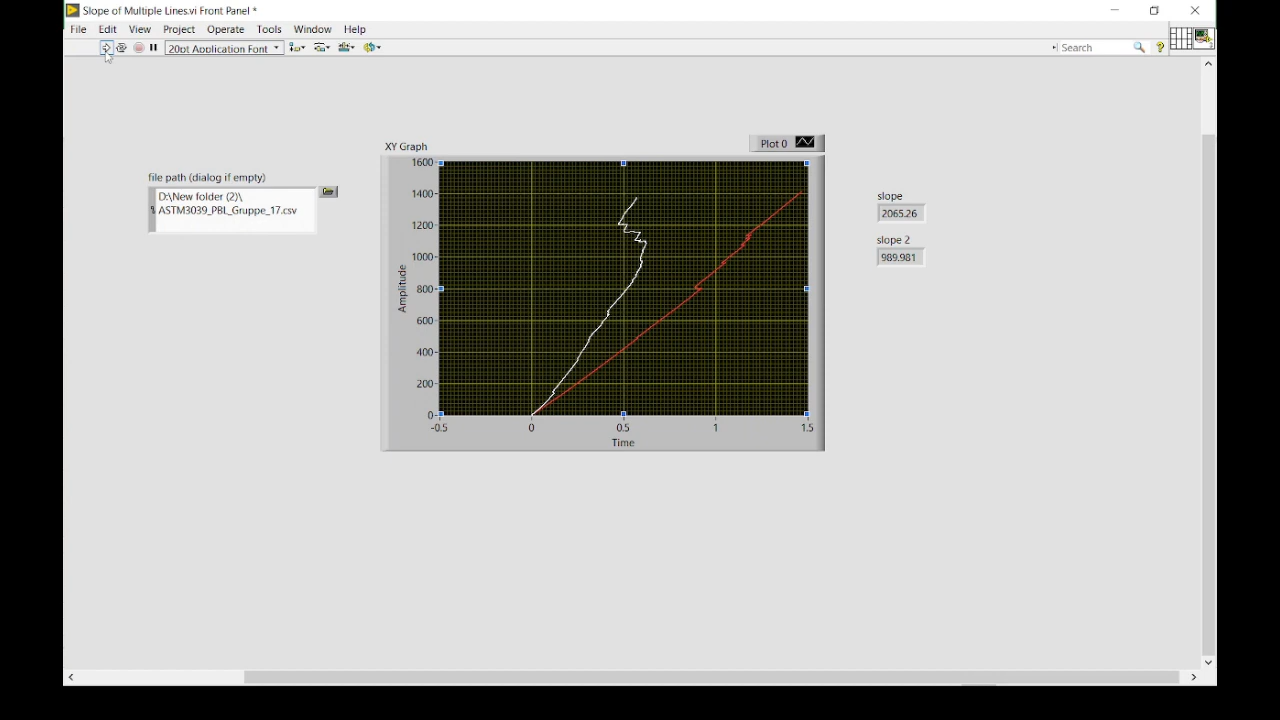 Slope of Multiple Lines.vi Front Panel *
File Edit View Project Operate Tools Window Help
20pt Application Font
Search
?
XY Graph
Plot 0
file path (dialog if empty)
D:\New folder (2)\
ASTM3039_PBL_Gruppe_17.csv
slope
2065.26
slope 2
989.981
Amplitude
1600
1400
1200
1000
800
600
400
200
0
-0.5 0 0.5 1 1.5
Time